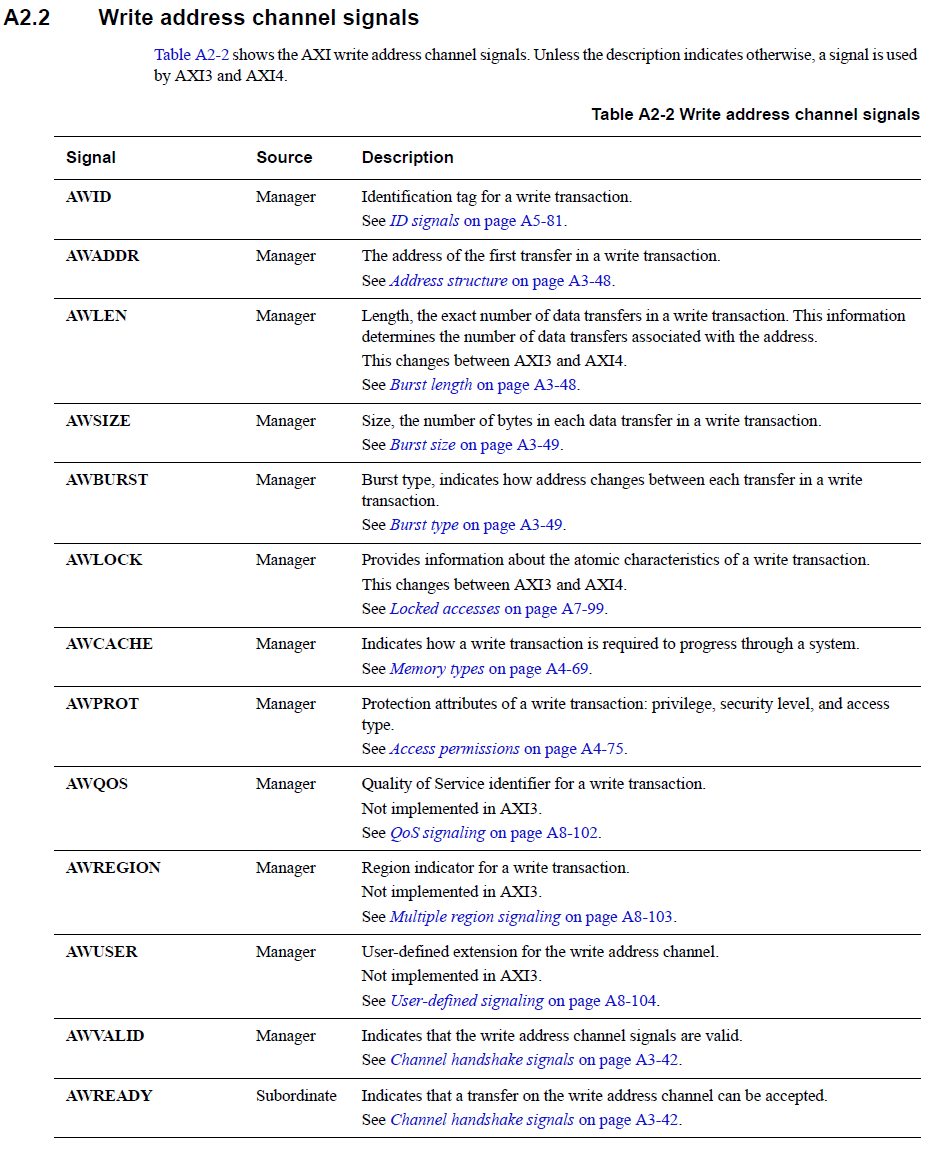 A2.2 Write address channel signals
Table A2-2 shows the AXI write address channel signals. Unless the description indicates otherwise, a signal is used
by AXI3 and AXI4.
Table A2-2 Write address channel signals
Signal Source Description
AWID Manager Identification tag for a write transaction.
See ID signals on page A5-81.
AWADDR Manager The address of the first transfer in a write transaction.
See Address structure on page A3-48.
AWLEN Manager Length, the exact number of data transfers in a write transaction. This information
determines the number of data transfers associated with the address.
This changes between AXI3 and AXI4.
See Burst length on page A3-48.
AWSIZE Manager Size, the number of bytes in each data transfer in a write transaction.
See Burst size on page A3-49.
AWBURST Manager Burst type, indicates how address changes between each transfer in a write
transaction.
See Burst type on page A3-49.
AWLOCK Manager Provides information about the atomic characteristics of a write transaction.
This changes between AXI3 and AXI4.
See Locked accesses on page A7-99.
AWCACHE Manager Indicates how a write transaction is required to progress through a system.
See Memory types on page A4-69.
AWPROT Manager Protection attributes of a write transaction: privilege, security level, and access
type.
See Access permissions on page A4-75.
AWQOS Manager Quality of Service identifier for a write transaction.
Not implemented in AXI3.
See QoS signaling on page A8-102.
AWREGION Manager Region indicator for a write transaction.
Not implemented in AXI3.
See Multiple region signaling on page A8-103.
AWUSER Manager User-defined extension for the write address channel.
Not implemented in AXI3.
See User-defined signaling on page A8-104.
AWVALID Manager Indicates that the write address channel signals are valid.
See Channel handshake signals on page A3-42.
AWREADY Subordinate Indicates that a transfer on the write address channel can be accepted.
See Channel handshake signals on page A3-42.